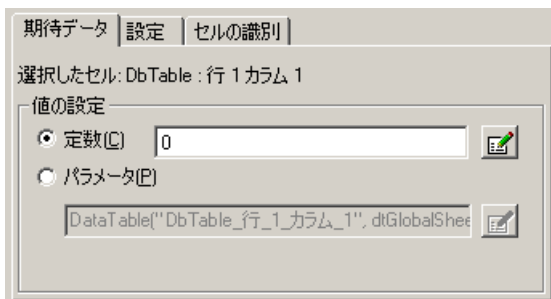 期待データ 設定 セルの識別
選択したセル: DbTable : 行 1 カラム 1
値の設定
定数(C) 0
パラメータ(P)
DataTable("DbTable_行_1_カラム_1", dtGlobalShee